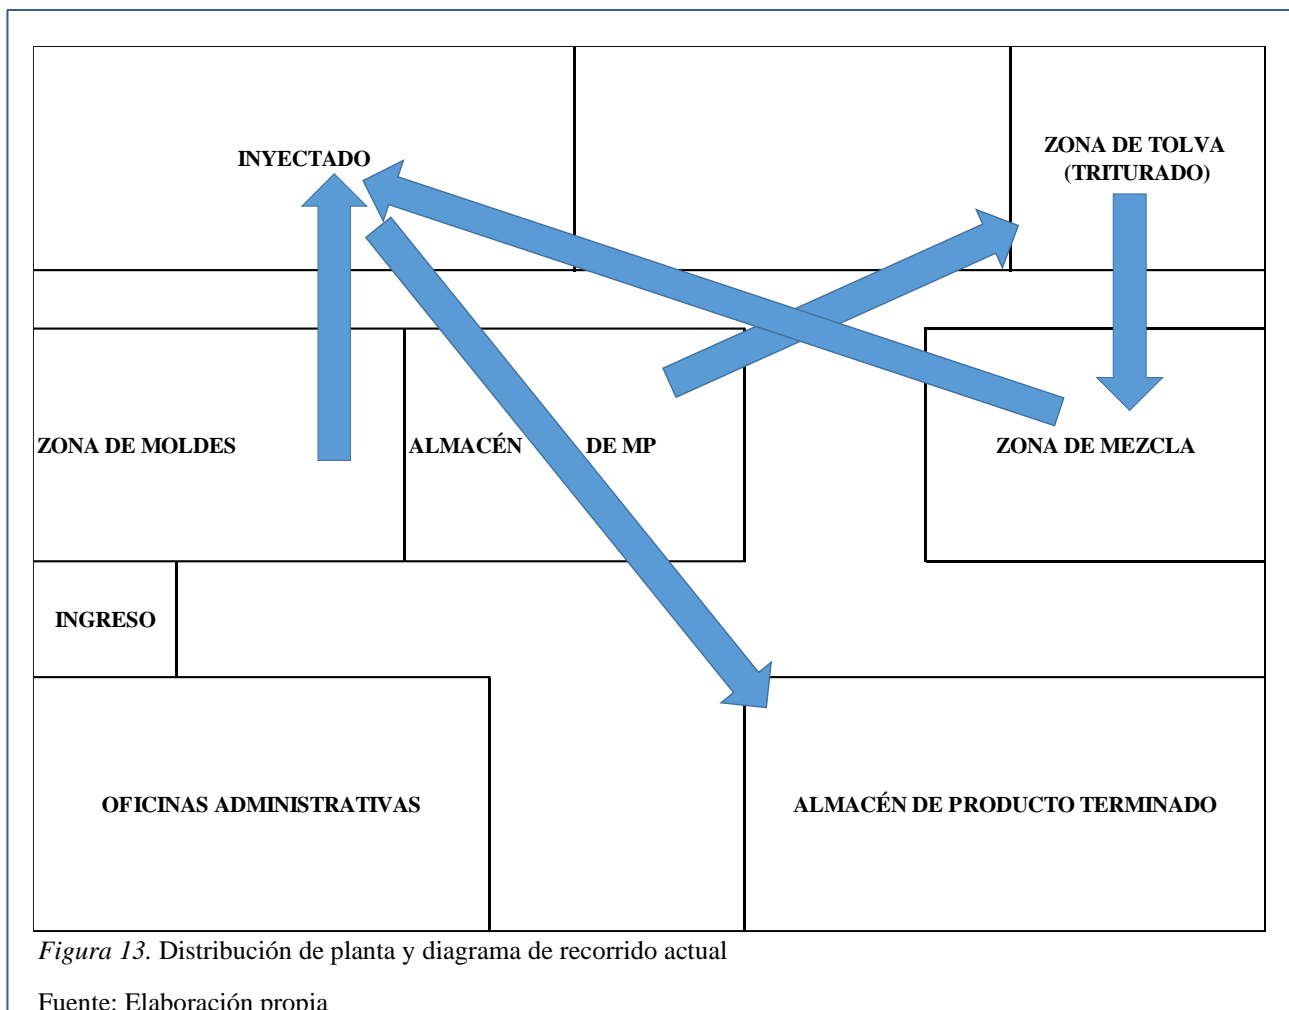 INYECTADO
ZONA DE TOLVA
(TRITURADO)
ZONA DE MOLDES
ALMACÉN DE MP
ZONA DE MEZCLA
INGRESO
OFICINAS ADMINISTRATIVAS
ALMACÉN DE PRODUCTO TERMINADO
Figura 13. Distribución de planta y diagrama de recorrido actual
Fuente: Elaboración propia